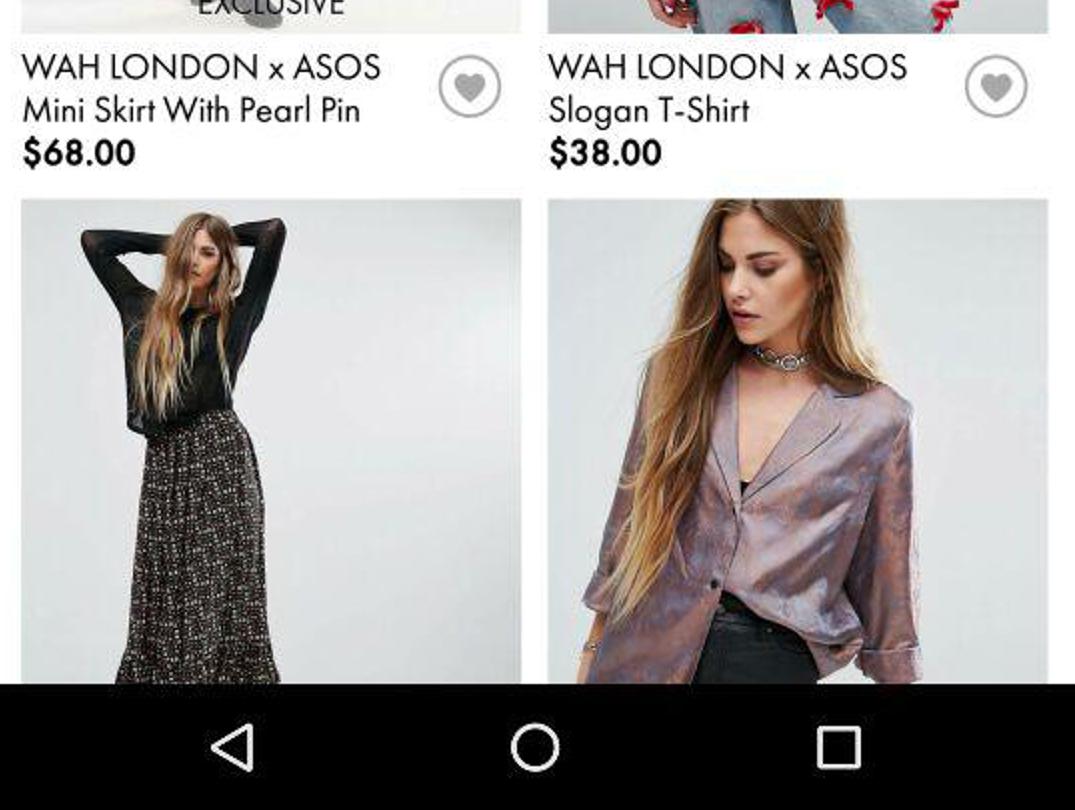 EXCLUSIVE
WAH LONDON x ASOS
Mini Skirt With Pearl Pin
$68.00
WAH LONDON x ASOS
Slogan T-Shirt
$38.00